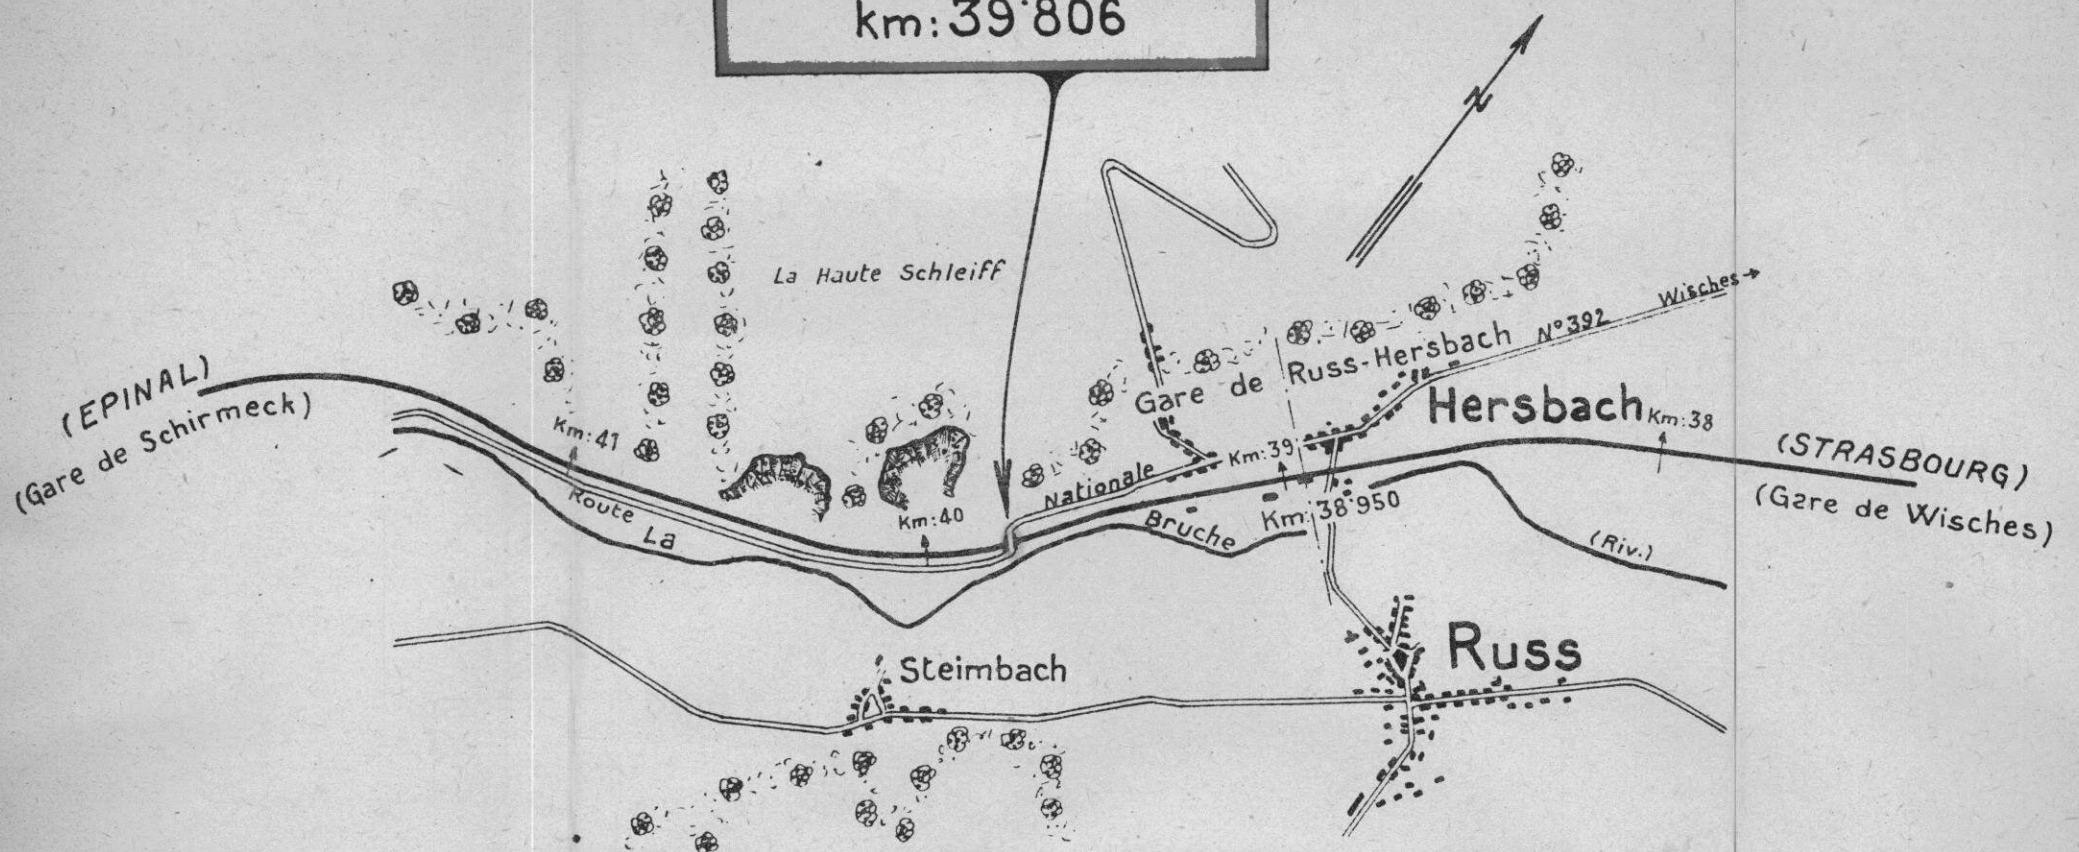 km: 39˙806
N
La Haute Schleiff
Wisches
N° 392
Gare de Russ-Hersbach
(EPINAL)
(Gare de Schirmeck)
Hersbach
Km: 38
Km: 41
Km: 39
(STRASBOURG)
(Gare de Wisches)
Nationale
Route
Km: 40
Km: 38˙950
La
Bruche
(Riv.)
Steimbach
Russ